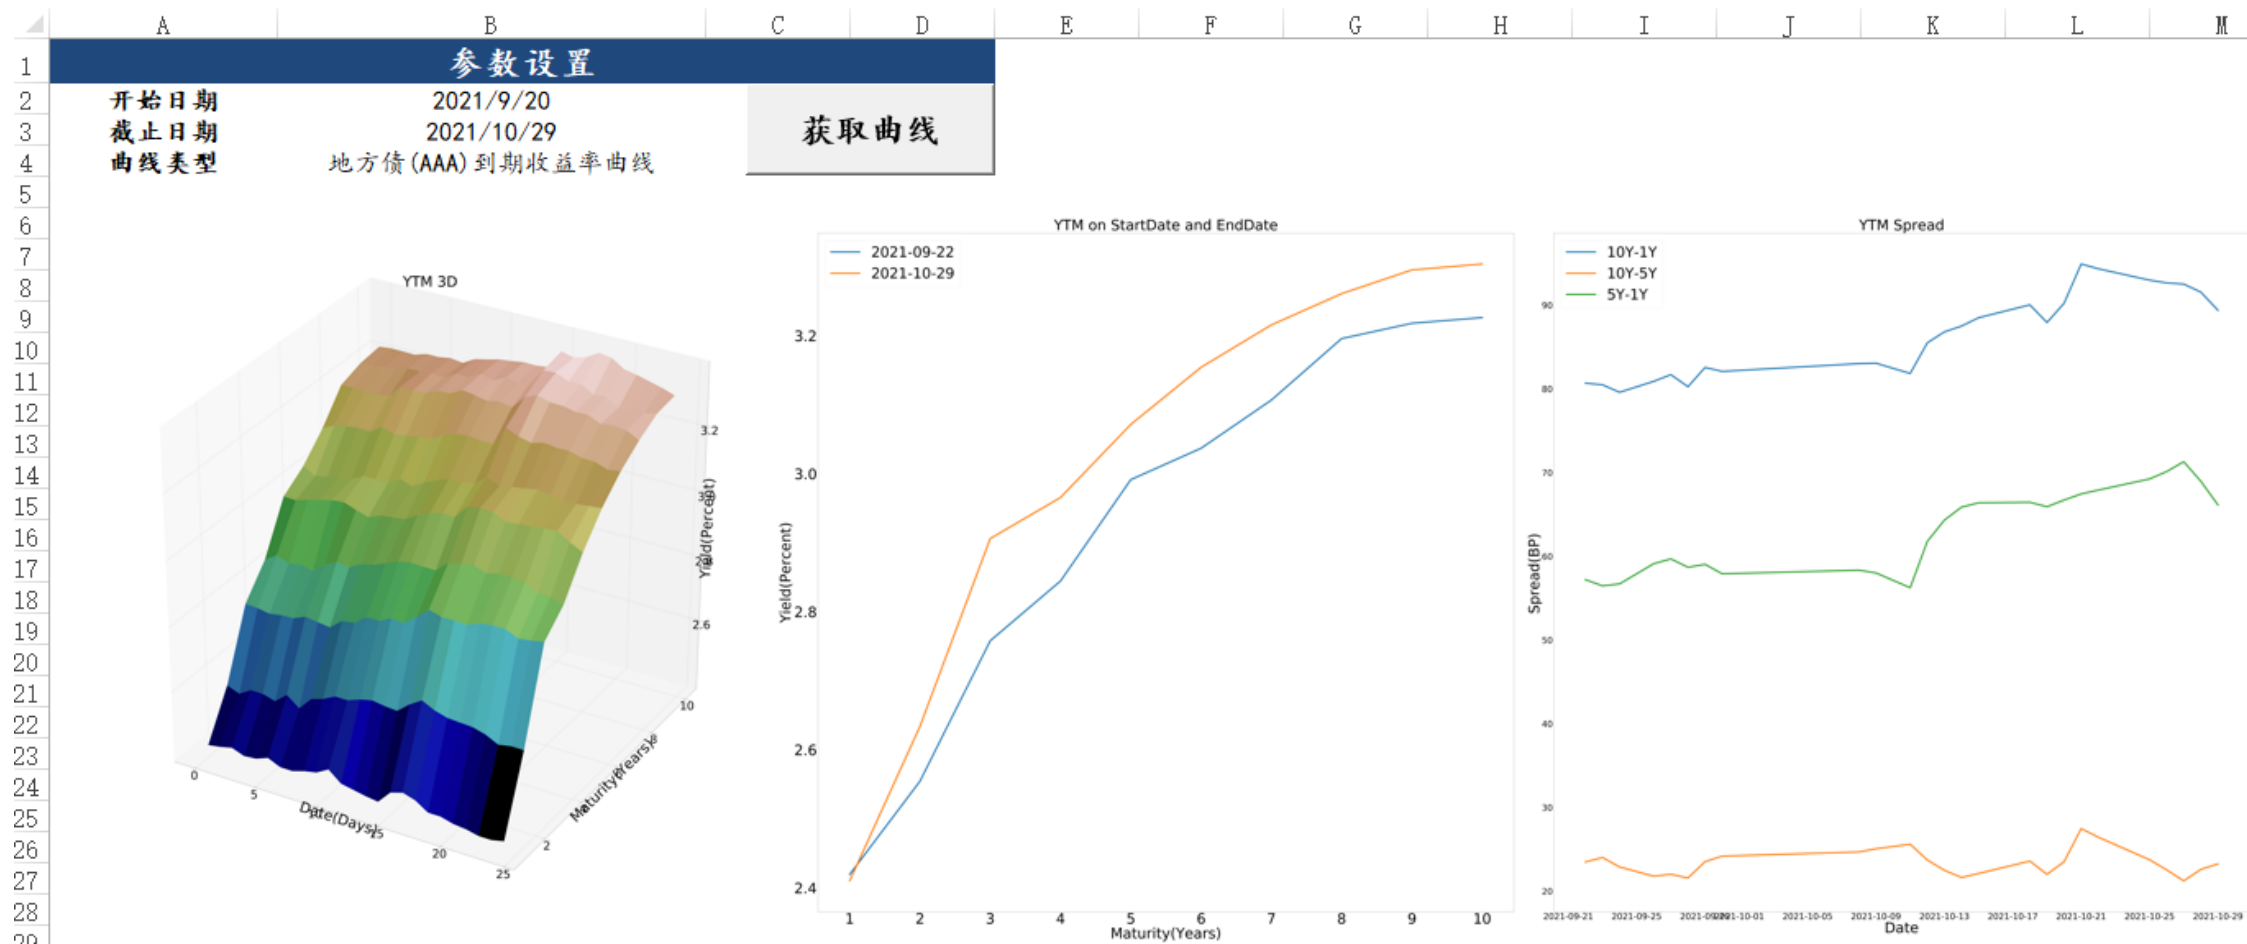 A B C D E F G H I J K L M
1 参数设置
2 开始日期 2021/9/20
3 截止日期 2021/10/29
4 曲线类型 地方债(AAA)到期收益率曲线
获取曲线
5
6
7
8
9
10
11
12
13
14
15
16
17
18
19
20
21
22
23
24
25
26
27
28
29
YTM 3D
3.2
2.6
Yield(Percent)
10
8
2
Maturity(Years)
0
5
15
20
25
Date(Days)
YTM on StartDate and EndDate
2021-09-22
2021-10-29
3.2
3.0
2.8
2.6
2.4
Yield(Percent)
1 2 3 4 5 6 7 8 9 10
Maturity(Years)
YTM Spread
10Y-1Y
10Y-5Y
5Y-1Y
90
80
70
60
50
40
30
20
Spread(BP)
2021-09-21 2021-09-25 2021-10-01 2021-10-05 2021-10-09 2021-10-13 2021-10-17 2021-10-21 2021-10-25 2021-10-29
Date